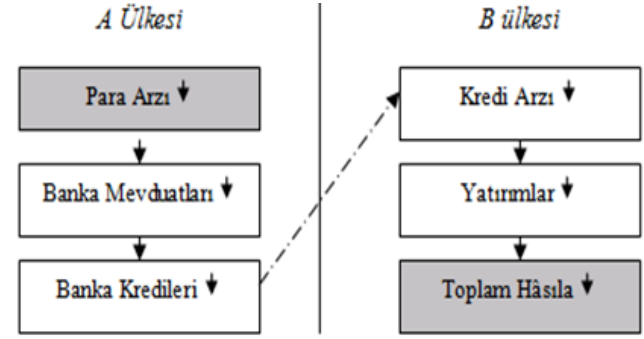 A Ülkesi
Para Arzı
Banka Mevduatları
Banka Kredileri
B ülkesi
Kredi Arzı
Yatırımlar
Toplam Hâsıla